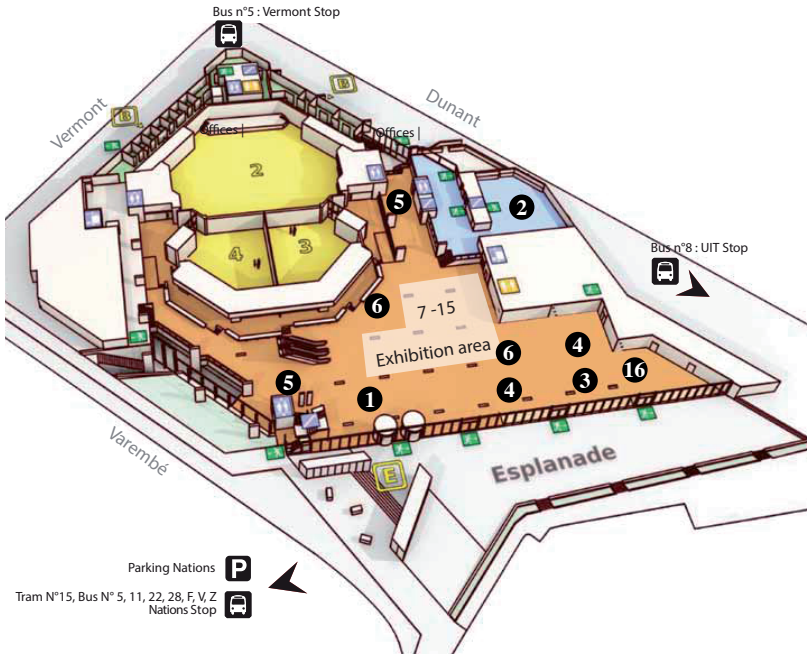 Bus n°5 : Vermont Stop
B
Dunant
Vermont
B
Offices |
Offices |
2
5
2
4
3
Bus n°8 : UIT Stop
6
7 -15
Exhibition area
6
4
5
1
4
3
16
Varembé
Esplanade
E
Parking Nations
P
Tram N°15, Bus N° 5, 11, 22, 28, F, V, Z
Nations Stop